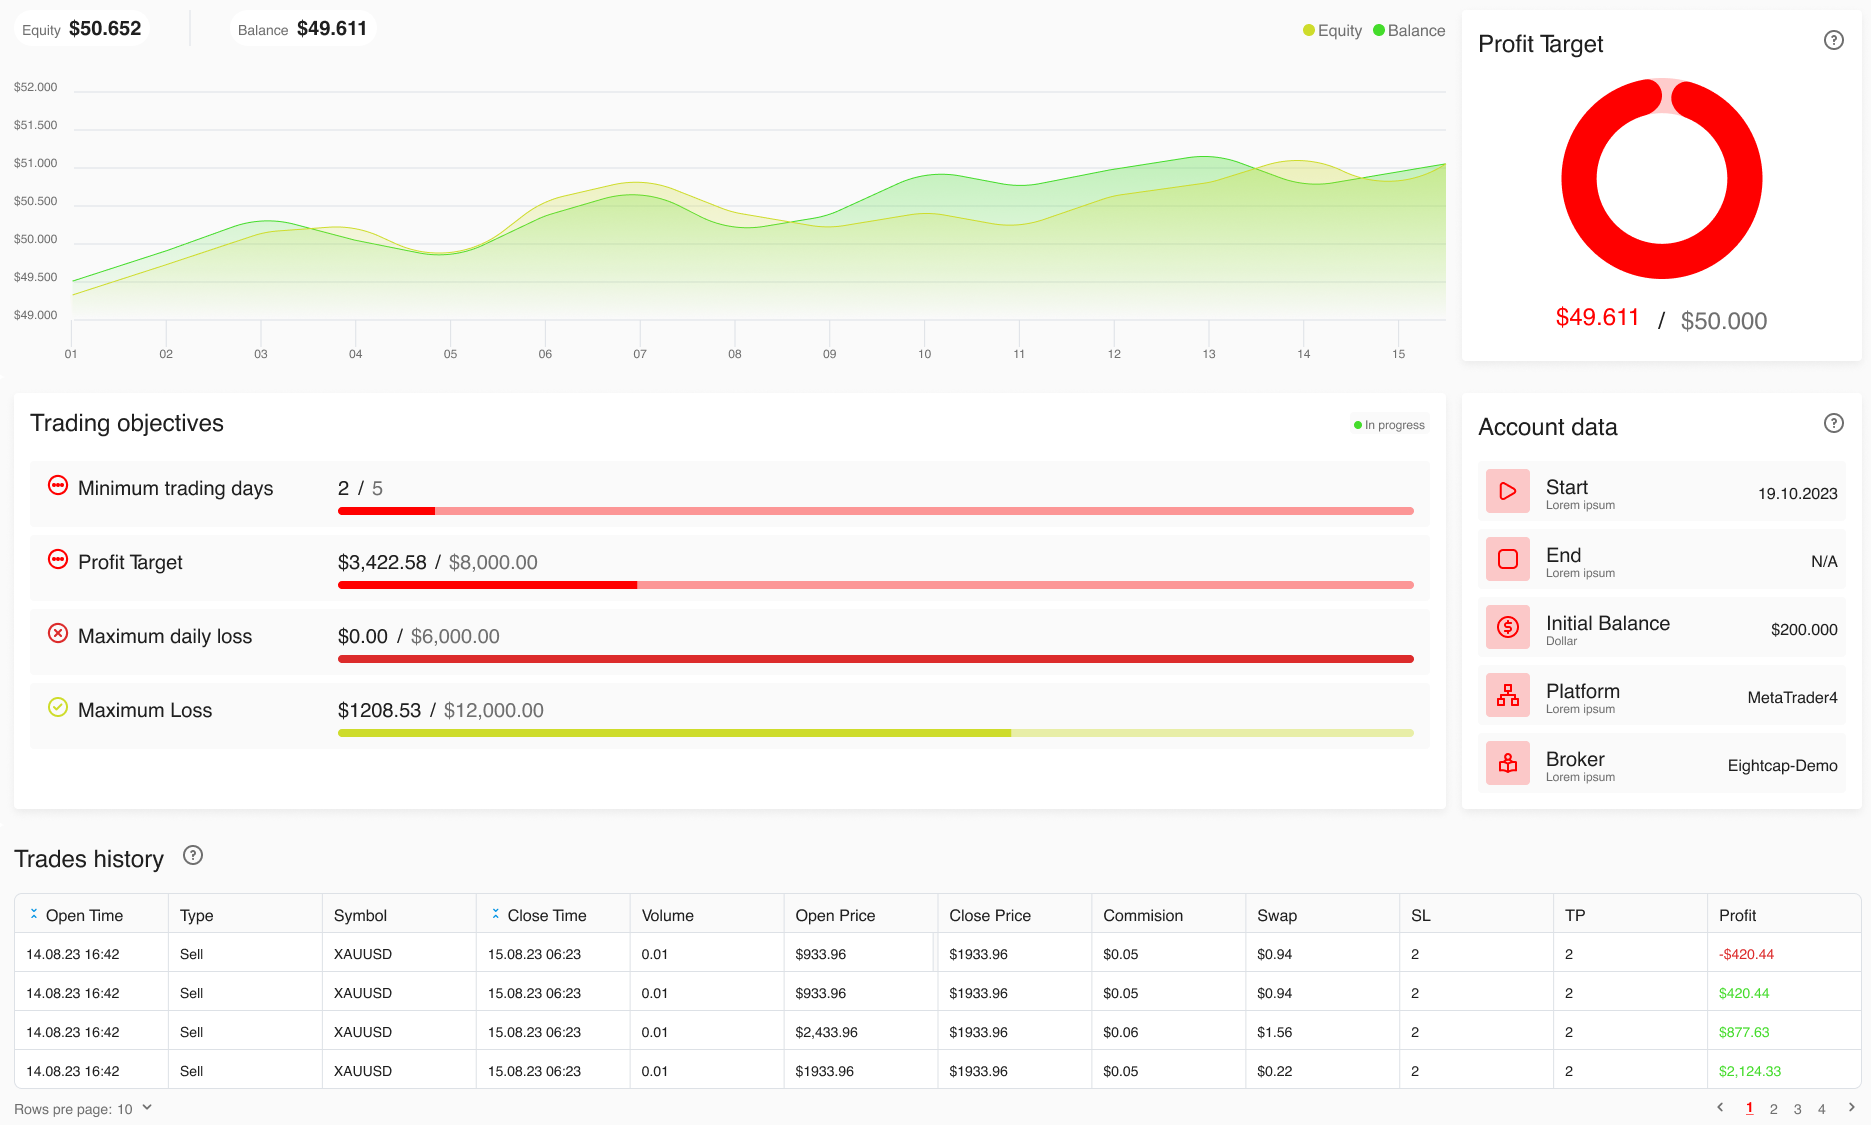 Equity $50.652 Balance $49.611
Equity Balance
$52.000
$51.500
$51.000
$50.500
$50.000
$49.500
$49.000
01 02 03 04 05 06 07 08 09 10 11 12 13 14 15
Profit Target ?
$49.611 / $50.000
Trading objectives
In progress
Minimum trading days 2 / 5
Profit Target $3,422.58 / $8,000.00
Maximum daily loss $0.00 / $6,000.00
Maximum Loss $1208.53 / $12,000.00
Account data ?
Start 19.10.2023
Lorem ipsum
End N/A
Lorem ipsum
Initial Balance $200.000
Dollar
Platform MetaTrader4
Lorem ipsum
Broker Eightcap-Demo
Lorem ipsum
Trades history ?
Open Time Type Symbol Close Time Volume Open Price Close Price Commision Swap SL TP Profit
14.08.23 16:42 Sell XAUUSD 15.08.23 06:23 0.01 $933.96 $1933.96 $0.05 $0.94 2 2 -$420.44
14.08.23 16:42 Sell XAUUSD 15.08.23 06:23 0.01 $933.96 $1933.96 $0.05 $0.94 2 2 $420.44
14.08.23 16:42 Sell XAUUSD 15.08.23 06:23 0.01 $2,433.96 $1933.96 $0.06 $1.56 2 2 $877.63
14.08.23 16:42 Sell XAUUSD 15.08.23 06:23 0.01 $1933.96 $1933.96 $0.05 $0.22 2 2 $2,124.33
Rows pre page: 10
1 2 3 4